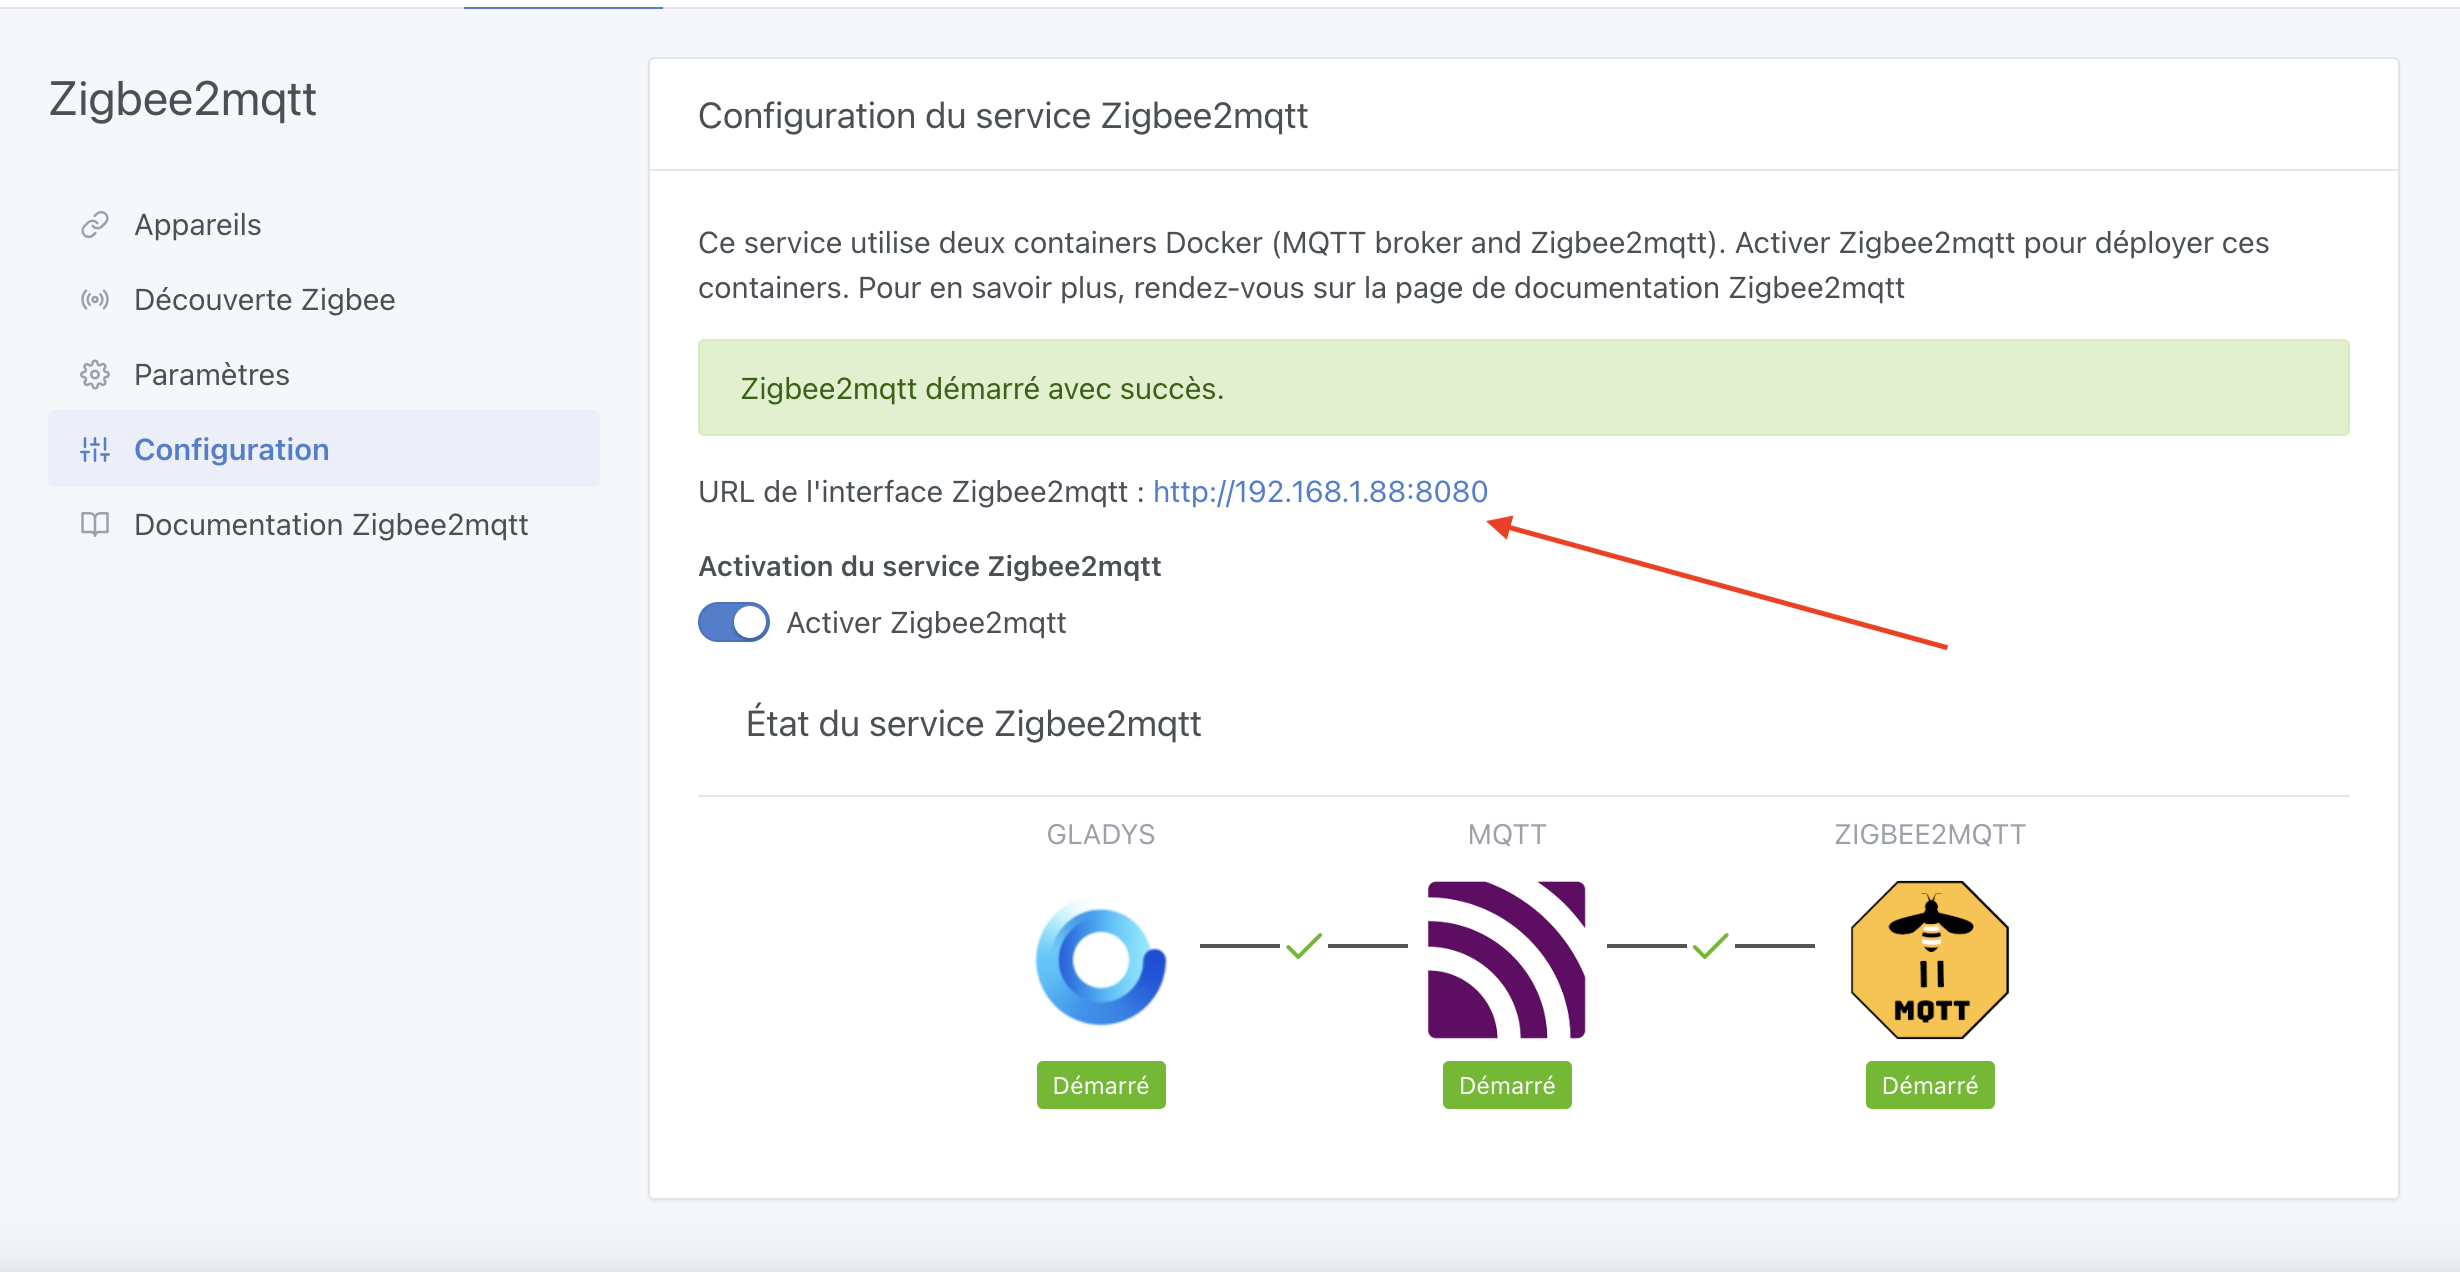 Zigbee2mqtt
Appareils
Découverte Zigbee
Paramètres
Configuration
Documentation Zigbee2mqtt
Configuration du service Zigbee2mqtt
Ce service utilise deux containers Docker (MQTT broker and Zigbee2mqtt). Activer Zigbee2mqtt pour déployer ces
containers. Pour en savoir plus, rendez-vous sur la page de documentation Zigbee2mqtt
Zigbee2mqtt démarré avec succès.
URL de l'interface Zigbee2mqtt : http://192.168.1.88:8080
Activation du service Zigbee2mqtt
Activer Zigbee2mqtt
État du service Zigbee2mqtt
GLADYS MQTT ZIGBEE2MQTT
MQTT
Démarré Démarré Démarré